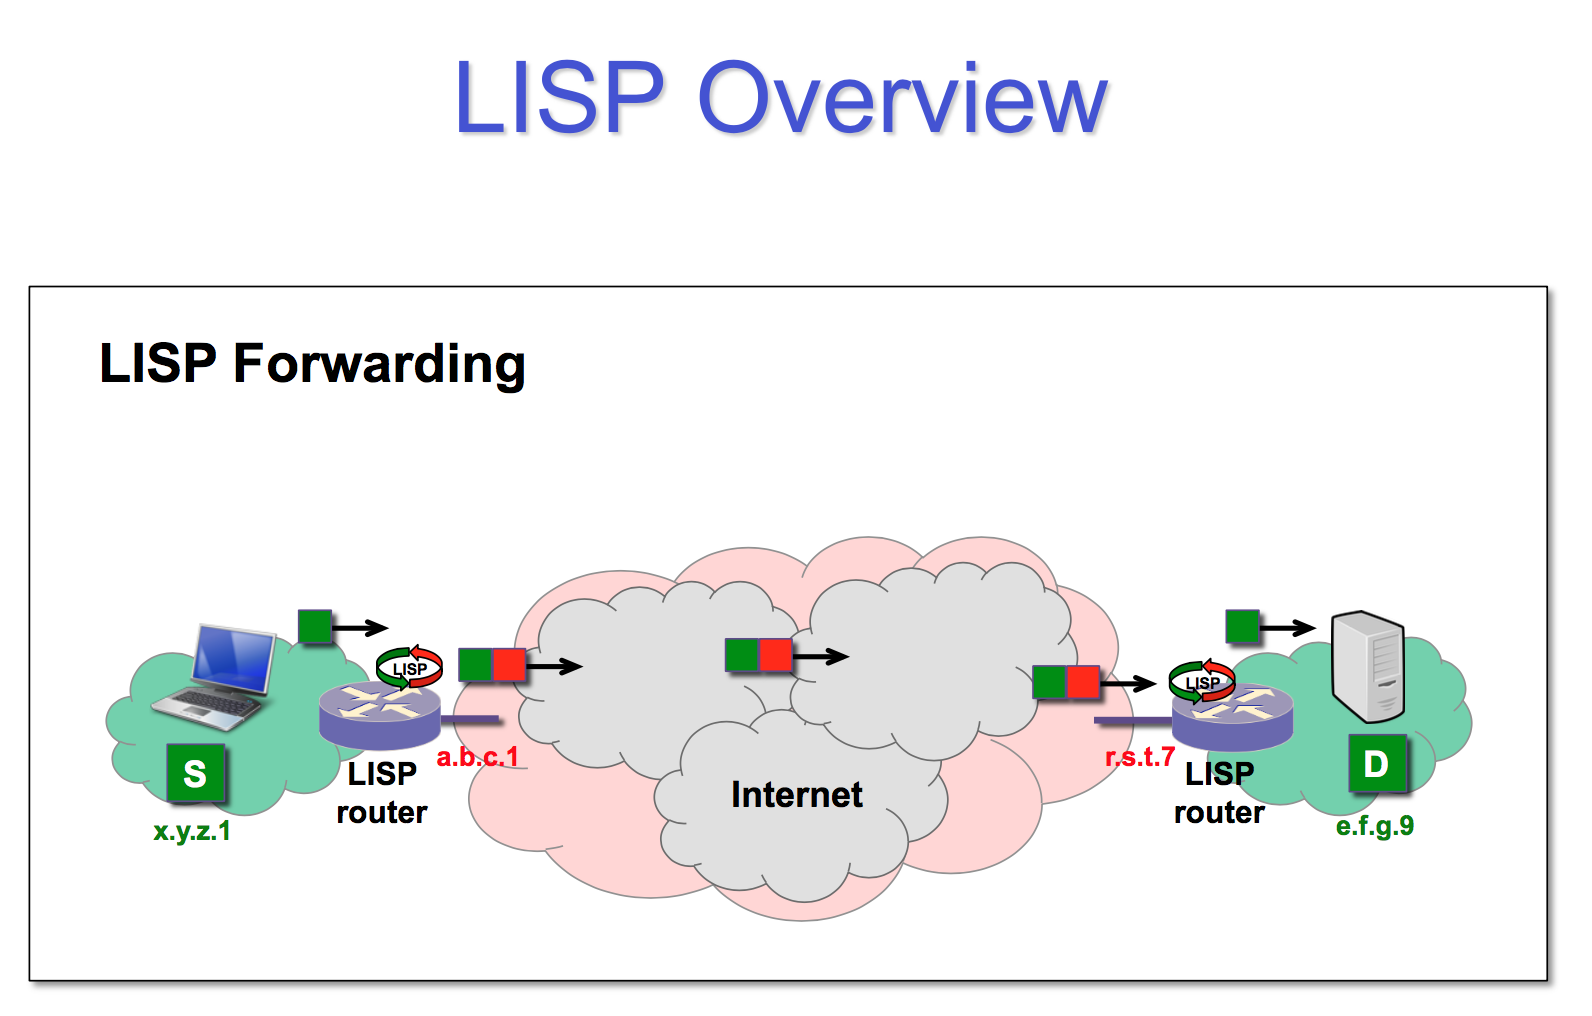 LISP Overview
LISP Forwarding
LISP
LISP
S
x.y.z.1
LISP
router
a.b.c.1
Internet
r.s.t.7
LISP
router
D
e.f.g.9